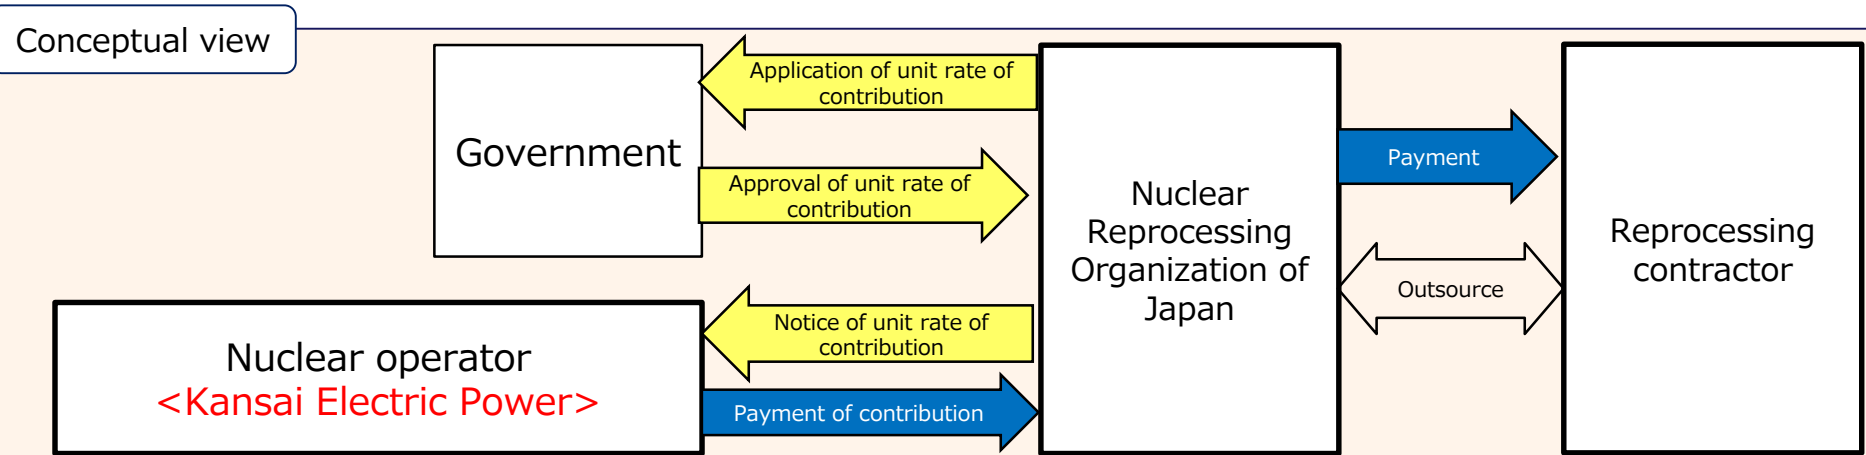 Conceptual view
Government
Application of unit rate of
contribution
Approval of unit rate of
contribution
Nuclear operator
<Kansai Electric Power>
Notice of unit rate of
contribution
Payment of contribution
Nuclear
Reprocessing
Organization of
Japan
Payment
Outsource
Reprocessing
contractor